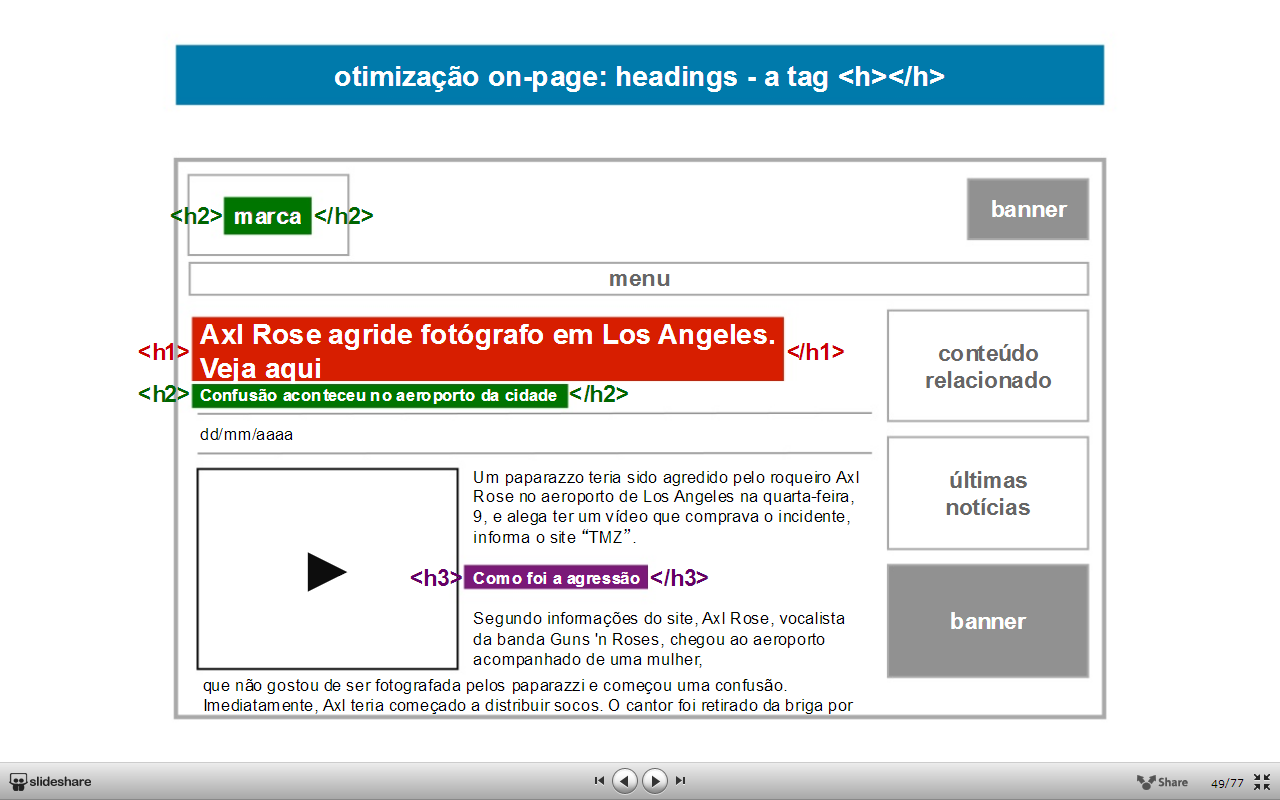 otimização on-page: headings - a tag <h></h>
<h2> marca </h2>
banner
menu
<h1> Axl Rose agride fotógrafo em Los Angeles. </h1>
Veja aqui
<h2> Confusão aconteceu no aeroporto da cidade </h2>
dd/mm/aaaa
Um paparazzo teria sido agredido pelo roqueiro Axl
Rose no aeroporto de Los Angeles na quarta-feira,
9, e alega ter um vídeo que comprava o incidente,
informa o site “TMZ”.
<h3> Como foi a agressão </h3>
Segundo informações do site, Axl Rose, vocalista
da banda Guns 'n Roses, chegou ao aeroporto
acompanhado de uma mulher,
que não gostou de ser fotografada pelos paparazzi e começou uma confusão.
Imediatamente, Axl teria começado a distribuir socos. O cantor foi retirado da briga por
conteúdo
relacionado
últimas
notícias
banner
slideshare
Share
49/77